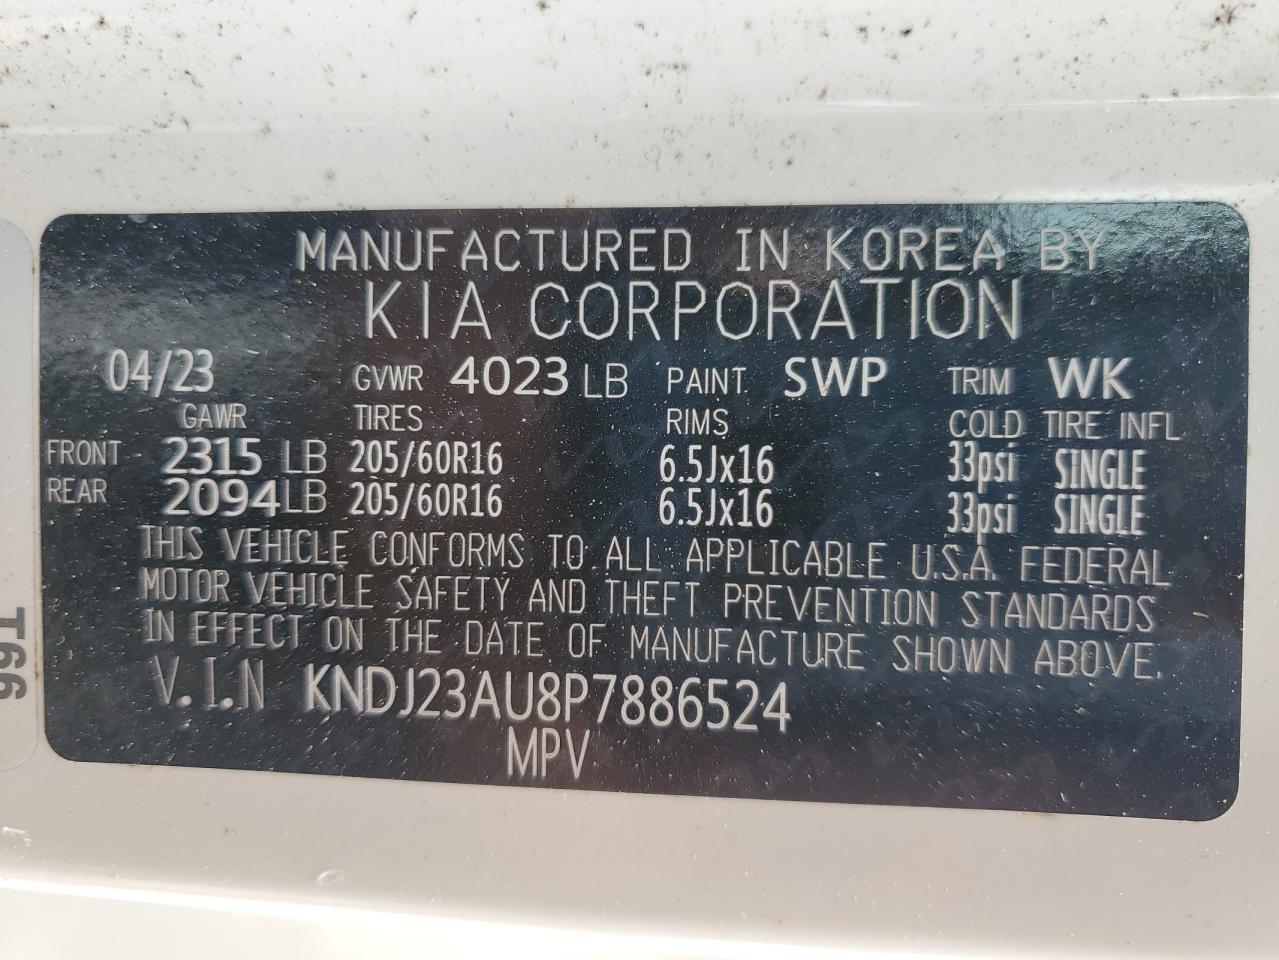 MANUFACTURED IN KOREA BY
KIA CORPORATION
04/23 GVWR 4023 LB PAINT SWP TRIM WK
GAWR TIRES RIMS COLD TIRE INFL
FRONT 2315 LB 205/60R16 6.5Jx16 33psi SINGLE
REAR 2094 LB 205/60R16 6.5Jx16 33psi SINGLE
THIS VEHICLE CONFORMS TO ALL APPLICABLE U.S.A. FEDERAL
MOTOR VEHICLE SAFETY AND THEFT PREVENTION STANDARDS
IN EFFECT ON THE DATE OF MANUFACTURE SHOWN ABOVE.
V.I.N KNDJ23AU8P7886524
MPV
T66